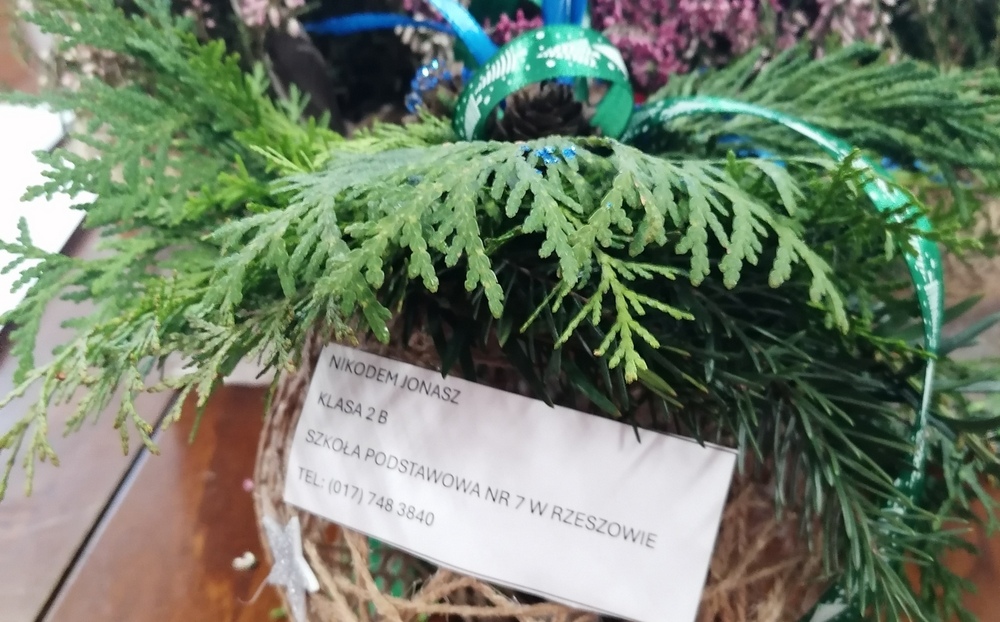 NIKODEM JONASZ
KLASA 2 B
SZKOŁA PODSTAWOWA NR 7 W RZESZOWIE
TEL: (017) 748 3840